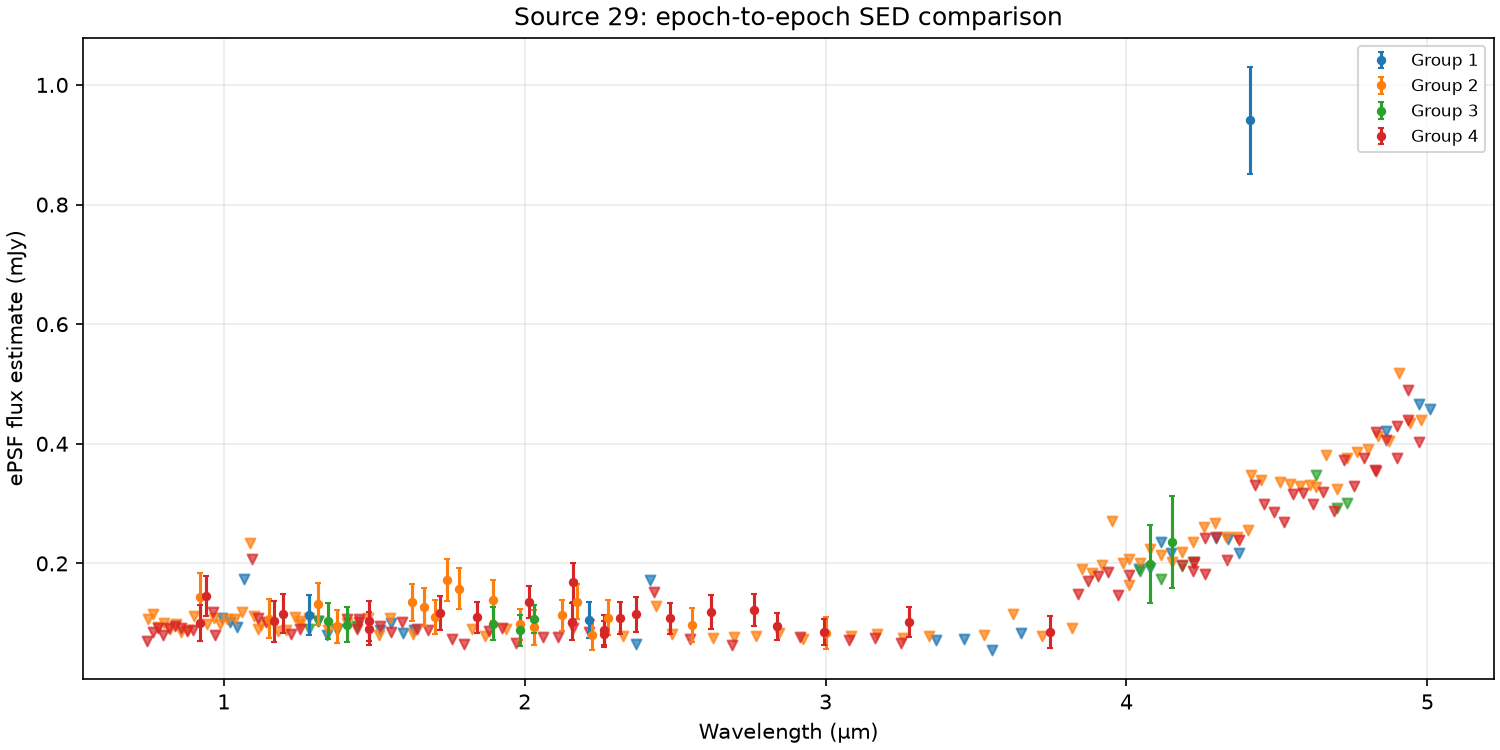 Source 29: epoch-to-epoch SED comparison
ePSF flux estimate (mJy)
1.0
0.8
0.6
0.4
0.2
Group 1
Group 2
Group 3
Group 4
1 2 3 4 5
Wavelength (μm)